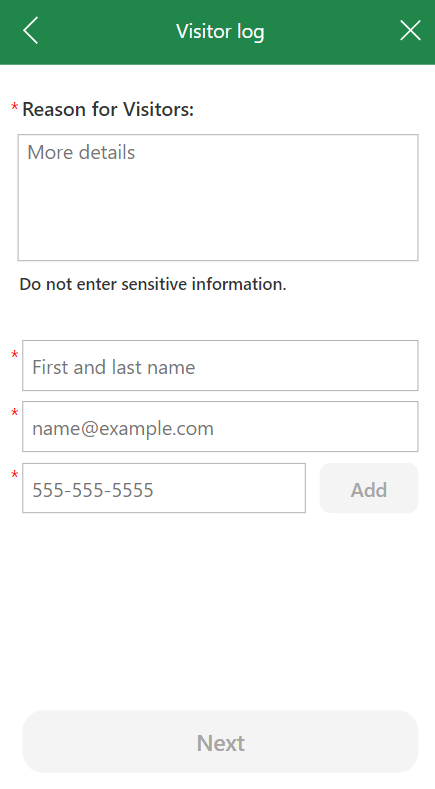 Visitor log
* Reason for Visitors:
More details
Do not enter sensitive information.
* First and last name
* name@example.com
* 555-555-5555 Add
Next